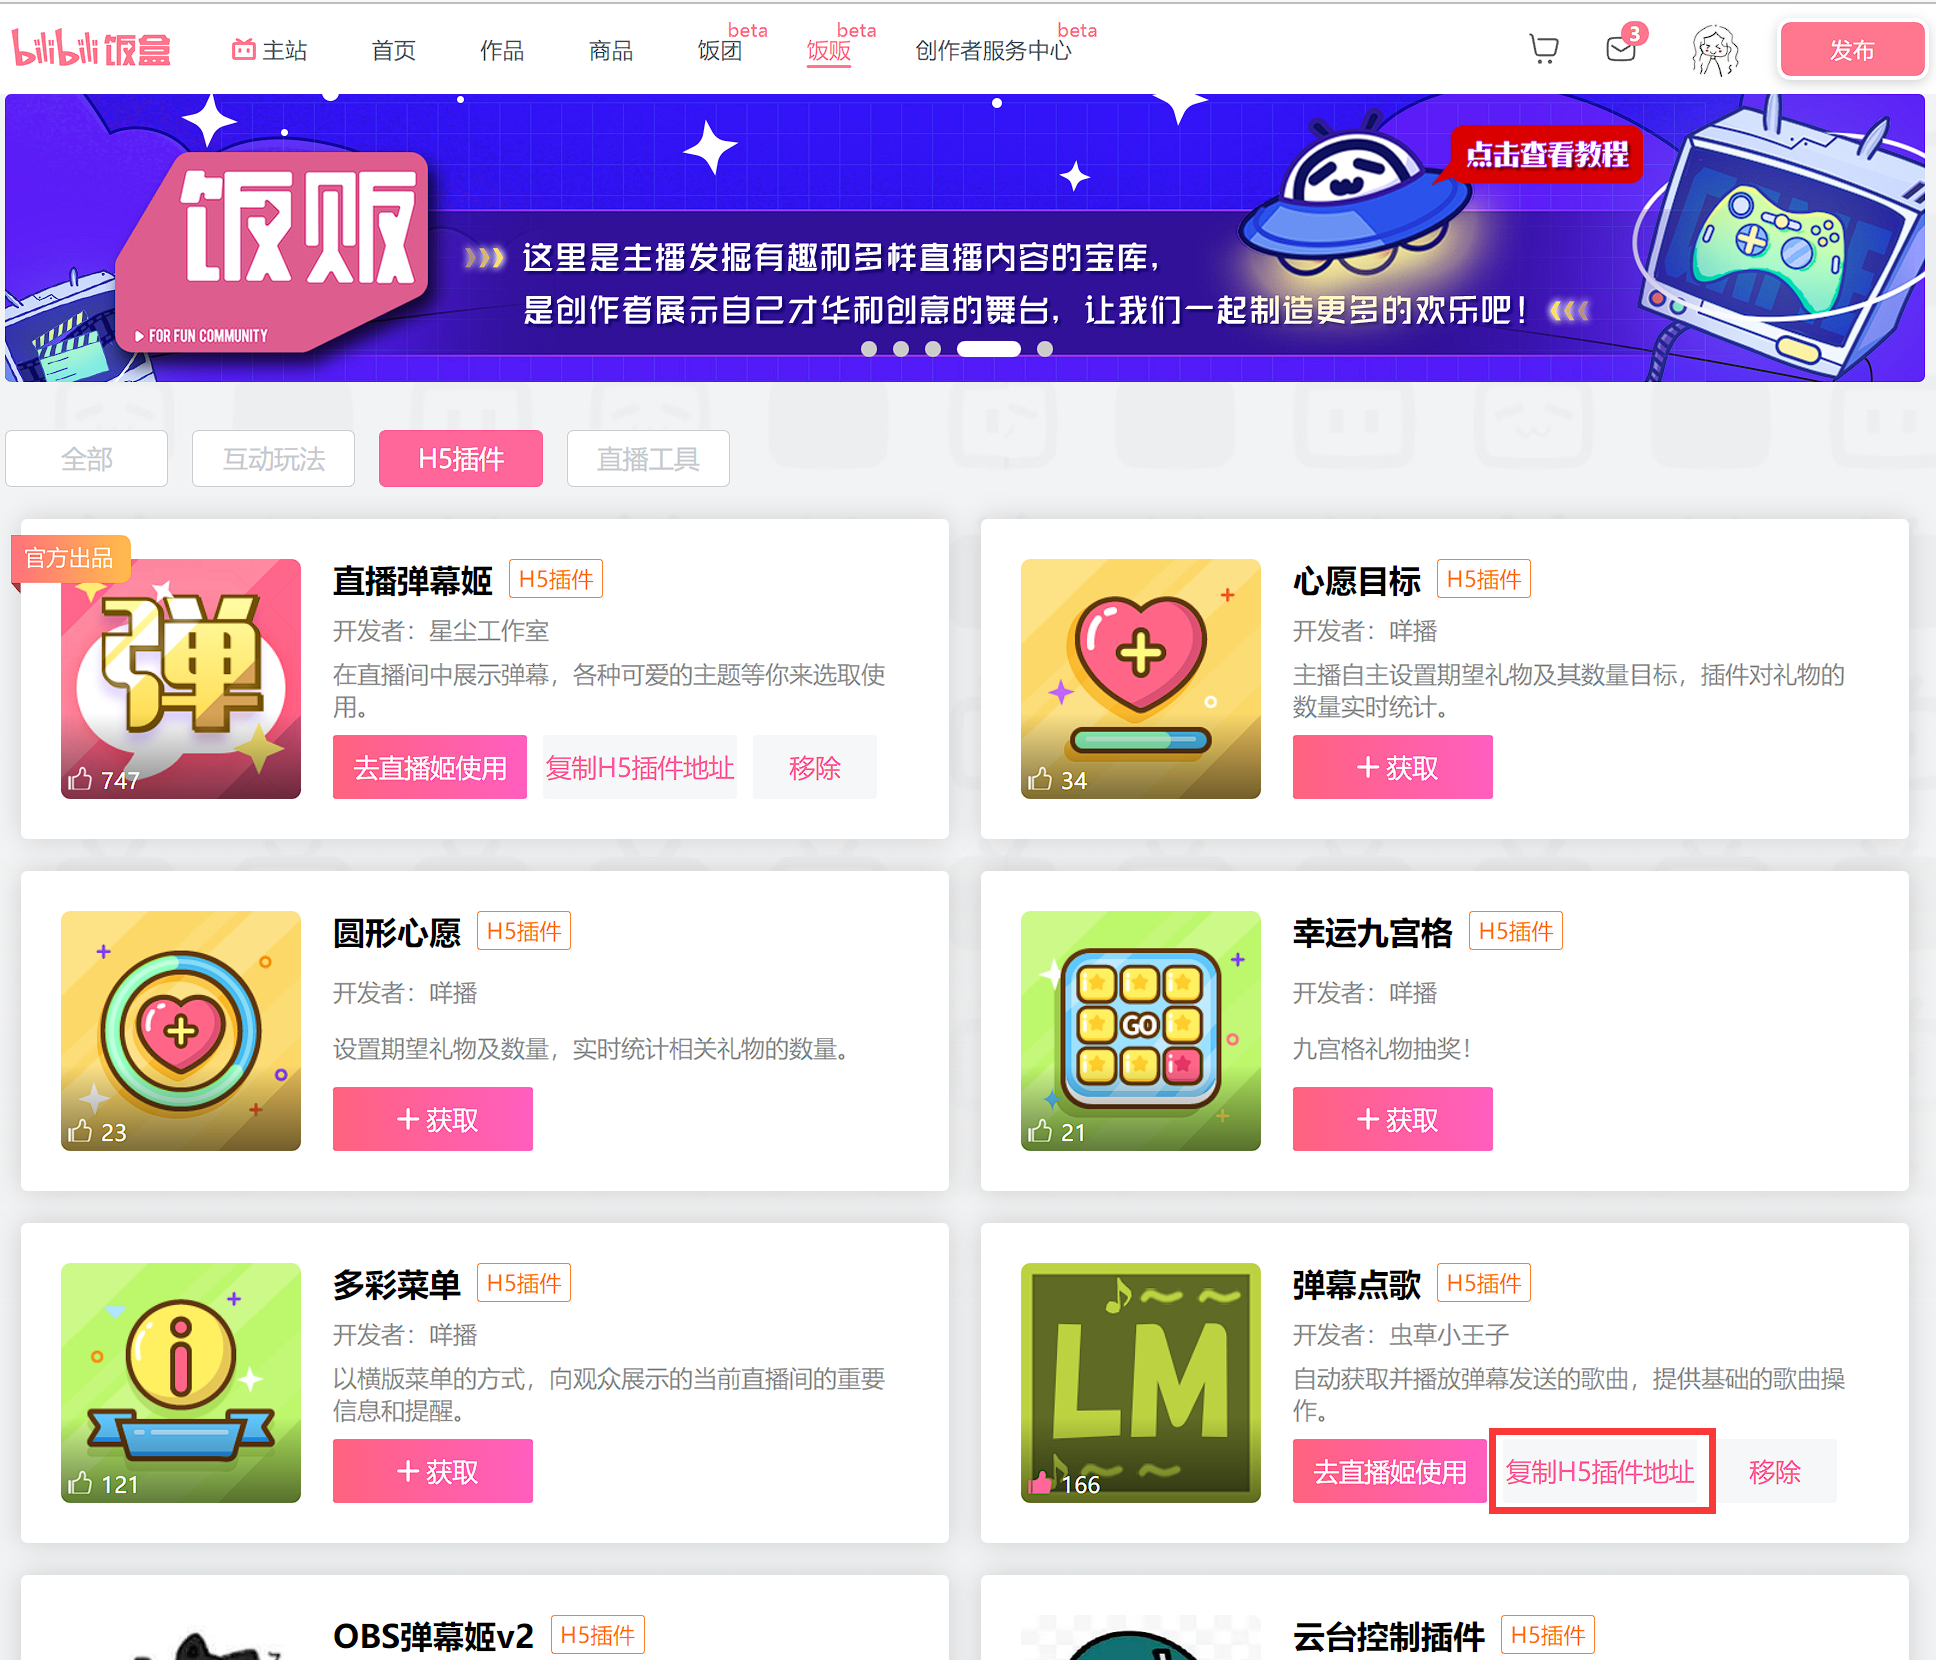 bilibili 饭盒
主站
首页
作品
商品
饭团 beta
饭贩 beta
创作者服务中心 beta
3
发布
饭贩
FOR FUN COMMUNITY
点击查看教程
这里是主播发掘有趣和多样直播内容的宝库，
是创作者展示自己才华和创意的舞台，让我们一起制造更多的欢乐吧！
全部
互动玩法
H5插件
直播工具
官方出品
弹
747
直播弹幕姬 H5插件
开发者：星尘工作室
在直播间中展示弹幕，各种可爱的主题等你来选取使
用。
去直播姬使用 复制H5插件地址 移除
34
心愿目标 H5插件
开发者：咩播
主播自主设置期望礼物及其数量目标，插件对礼物的
数量实时统计。
+ 获取
23
圆形心愿 H5插件
开发者：咩播
设置期望礼物及数量，实时统计相关礼物的数量。
+ 获取
GO
21
幸运九宫格 H5插件
开发者：咩播
九宫格礼物抽奖！
+ 获取
i
121
多彩菜单 H5插件
开发者：咩播
以横版菜单的方式，向观众展示的当前直播间的重要
信息和提醒。
+ 获取
LM
166
弹幕点歌 H5插件
开发者：虫草小王子
自动获取并播放弹幕发送的歌曲，提供基础的歌曲操
作。
去直播姬使用 复制H5插件地址 移除
OBS弹幕姬v2 H5插件
云台控制插件 H5插件